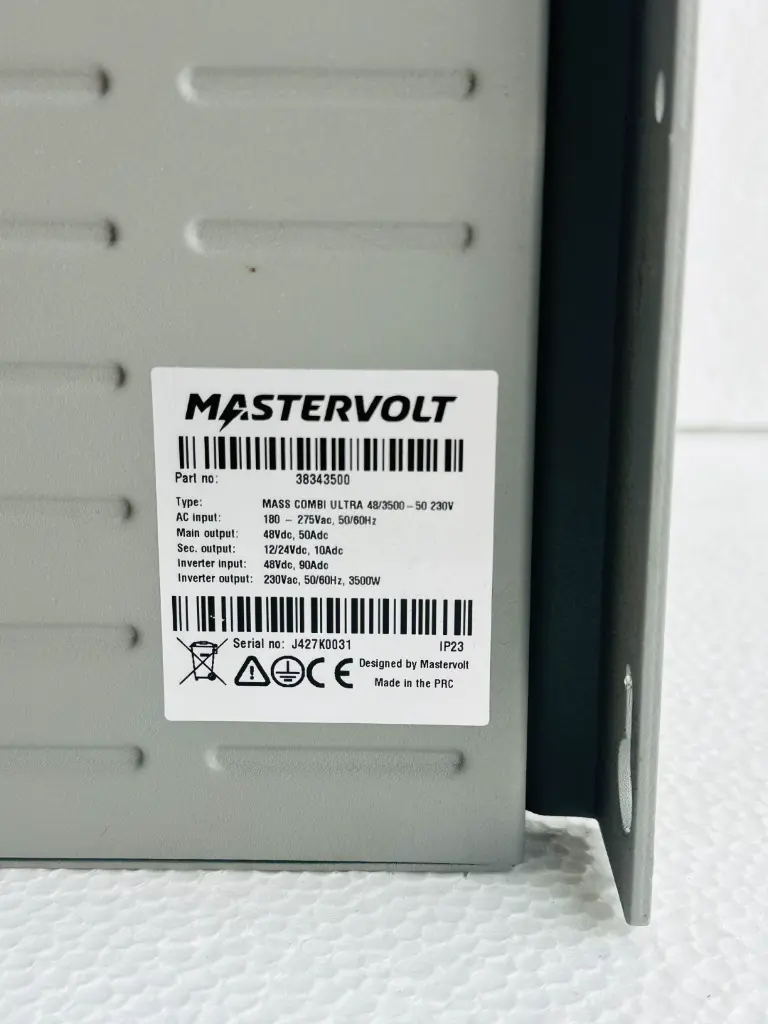 MASTERVOLT
Part no: 38343500
Type: MASS COMBI ULTRA 48/3500-50 230V
AC input: 180 - 275Vac, 50/60Hz
Main output: 48Vdc, 50Adc
Sec. output: 12/24Vdc, 10Adc
Inverter input: 48Vdc, 90Adc
Inverter output: 230Vac, 50/60Hz, 3500W
Serial no: J427K0031 IP23
CE Designed by Mastervolt
Made in the PRC